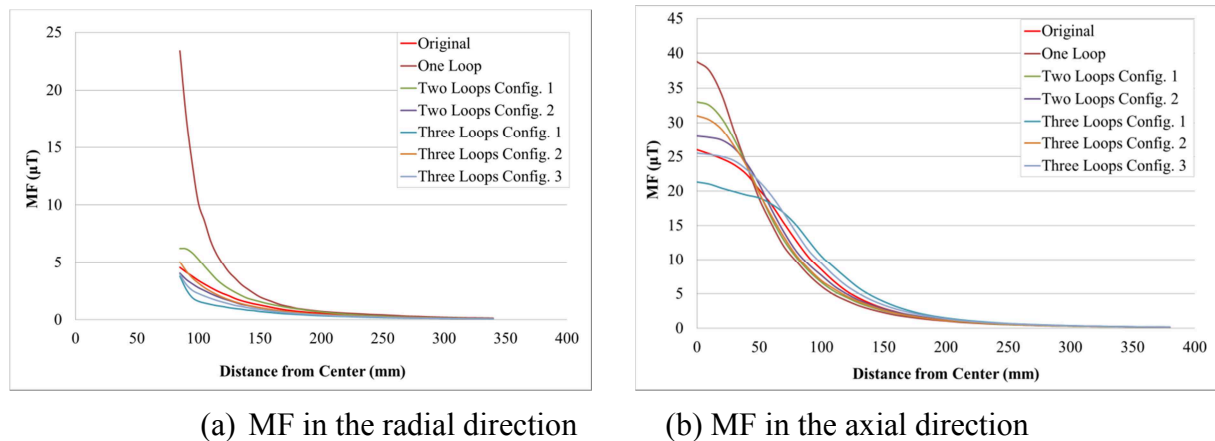 25
20
15
10
5
0
0 50 100 150 200 250 300 350 400
MF (µT)
Distance from Center (mm)
Original
One Loop
Two Loops Config. 1
Two Loops Config. 2
Three Loops Config. 1
Three Loops Config. 2
Three Loops Config. 3
45
40
35
30
25
20
15
10
5
0
0 50 100 150 200 250 300 350 400
MF (µT)
Distance from Center (mm)
Original
One Loop
Two Loops Config. 1
Two Loops Config. 2
Three Loops Config. 1
Three Loops Config. 2
Three Loops Config. 3
(a) MF in the radial direction (b) MF in the axial direction